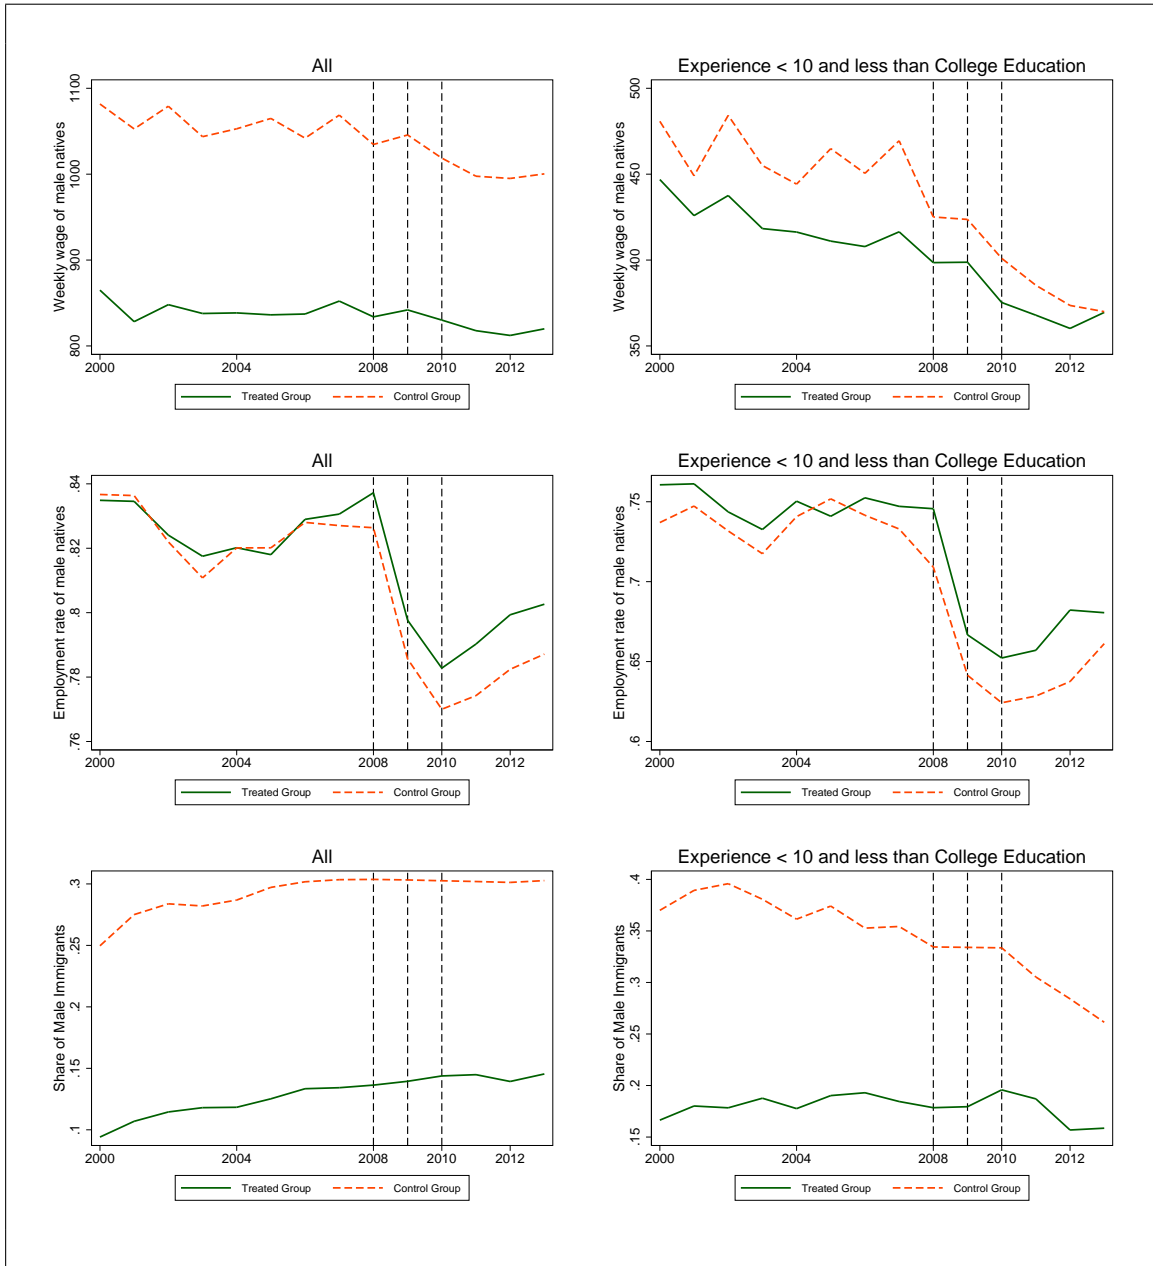 All
Weekly wage of male natives
1100
1000
900
800
2000 2004 2008 2010 2012
Treated Group Control Group
Experience < 10 and less than College Education
Weekly wage of male natives
500
450
400
350
2000 2004 2008 2010 2012
Treated Group Control Group
All
Employment rate of male natives
.84
.82
.8
.78
.76
2000 2004 2008 2010 2012
Treated Group Control Group
Experience < 10 and less than College Education
Employment rate of male natives
.75
.7
.65
.6
2000 2004 2008 2010 2012
Treated Group Control Group
All
Share of Male Immigrants
.3
.25
.2
.15
.1
2000 2004 2008 2010 2012
Treated Group Control Group
Experience < 10 and less than College Education
Share of Male Immigrants
.4
.35
.3
.25
.2
.15
2000 2004 2008 2010 2012
Treated Group Control Group